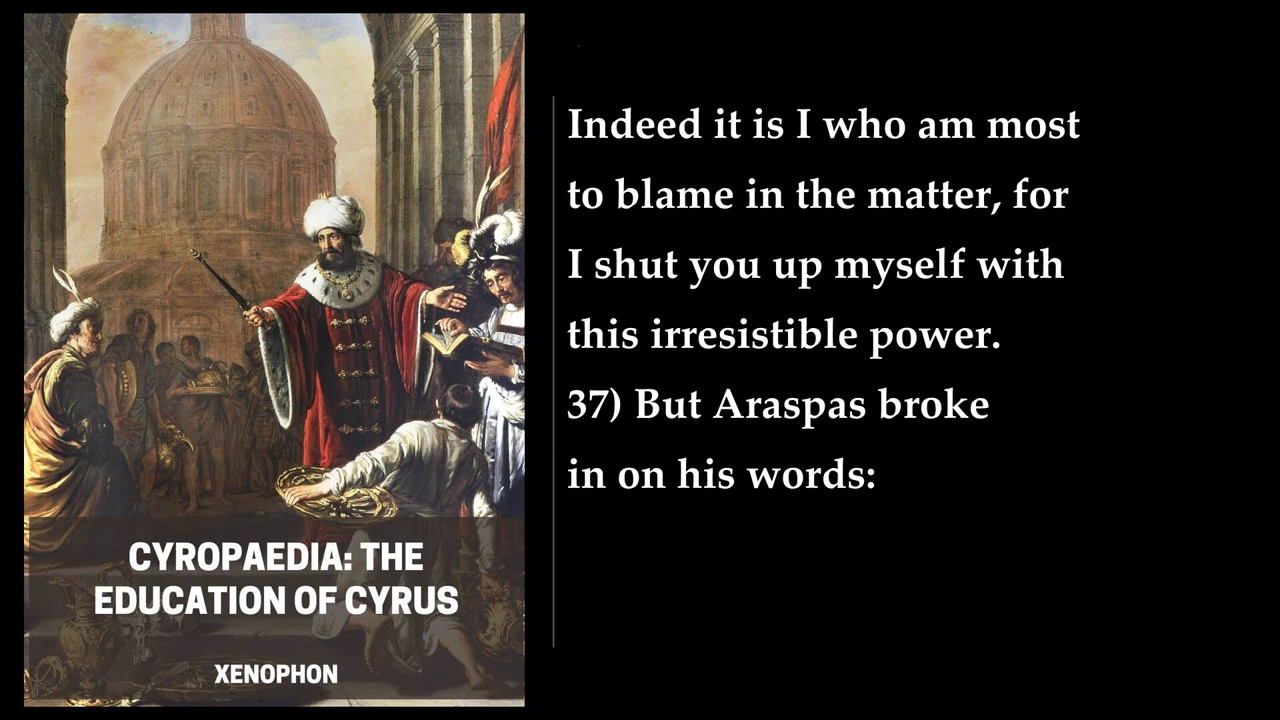 Indeed it is I who am most
to blame in the matter, for
I shut you up myself with
this irresistible power.
37) But Araspas broke
in on his words:
CYROPAEDIA: THE
EDUCATION OF CYRUS
XENOPHON